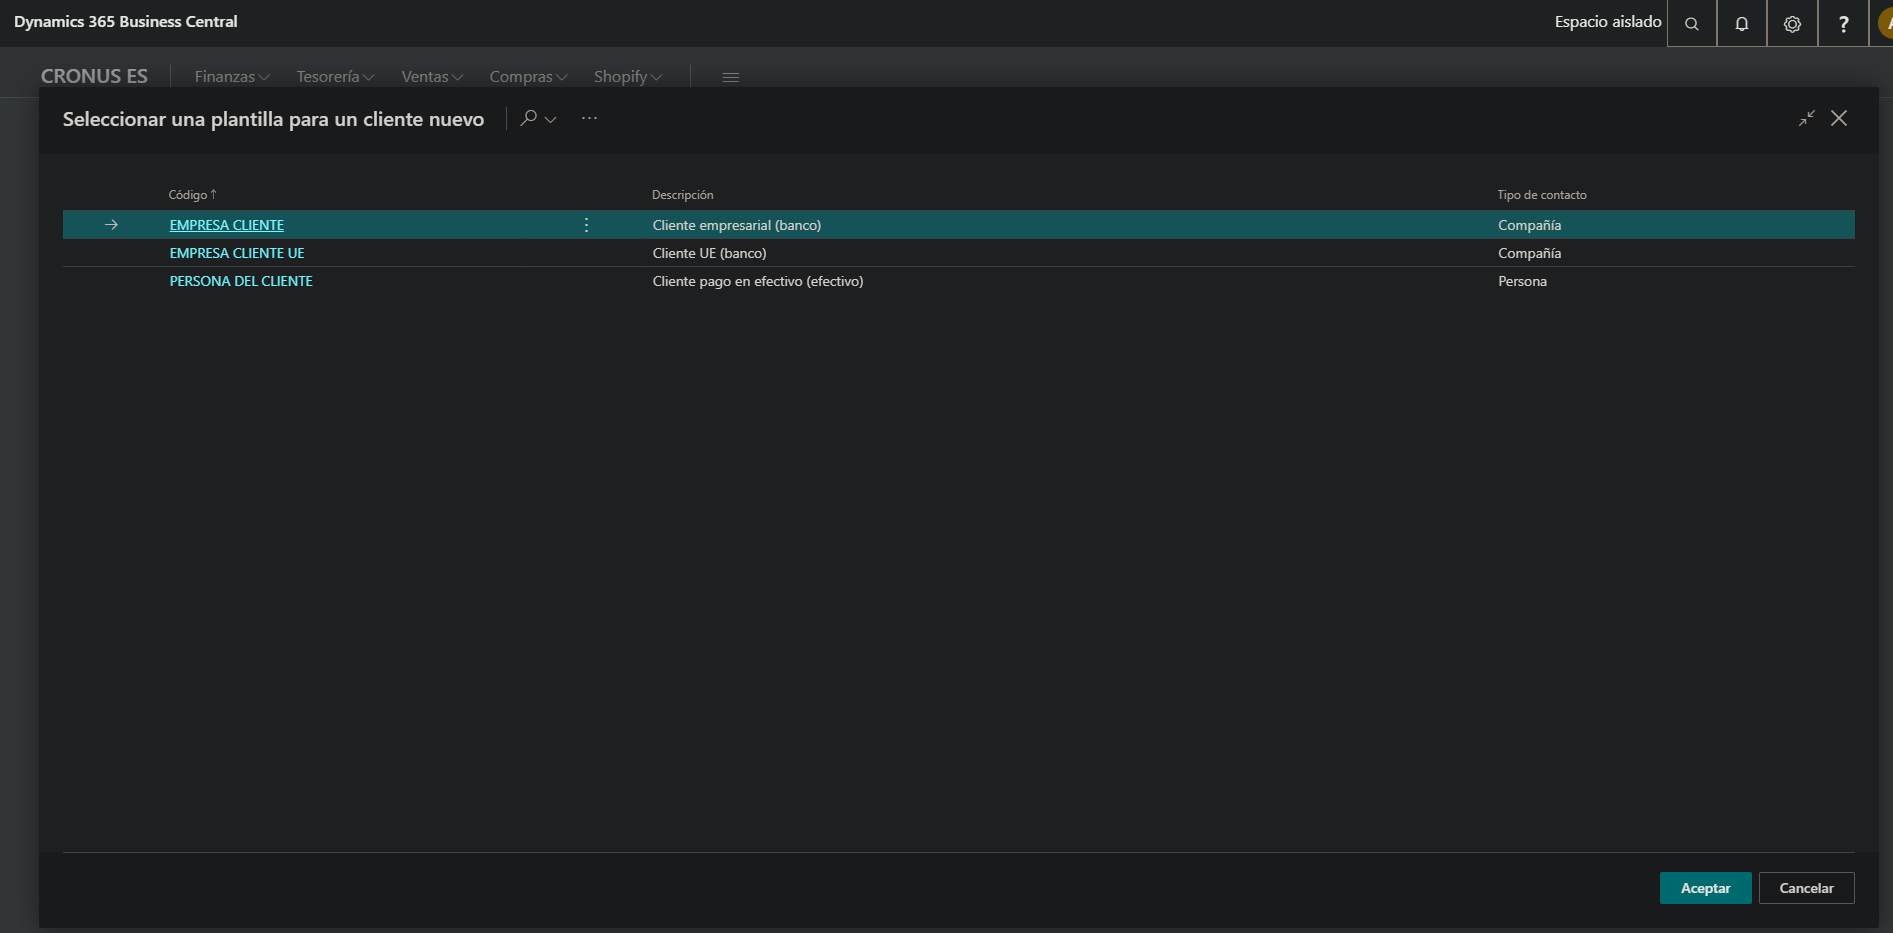 Dynamics 365 Business Central
Espacio aislado
?
A
CRONUS ES
Finanzas
Tesorería
Ventas
Compras
Shopify
Seleccionar una plantilla para un cliente nuevo
Código ↑ Descripción Tipo de contacto
EMPRESA CLIENTE Cliente empresarial (banco) Compañía
EMPRESA CLIENTE UE Cliente UE (banco) Compañía
PERSONA DEL CLIENTE Cliente pago en efectivo (efectivo) Persona
Aceptar
Cancelar